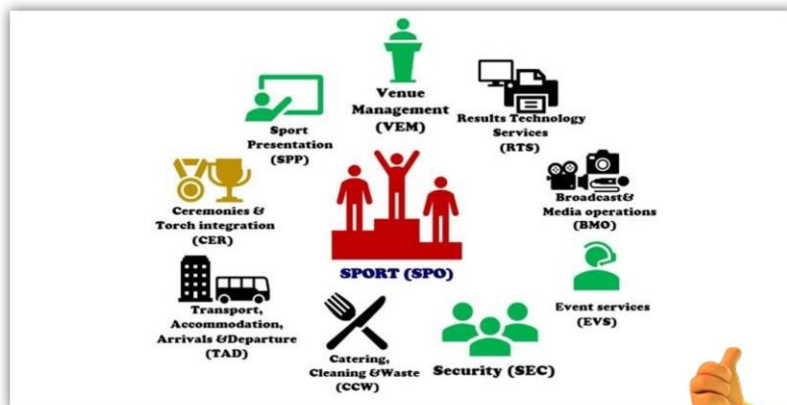 Venue
Management
(VEM)
Results Technology
Services
(RTS)
Sport
Presentation
(SPP)
Broadcast&
Media operations
(BMO)
Ceremonies &
Torch integration
(CER)
SPORT (SPO)
Event services
(EVS)
Transport,
Accommodation,
Arrivals &Departure
(TAD)
Catering,
Cleaning &Waste
(CCW)
Security (SEC)